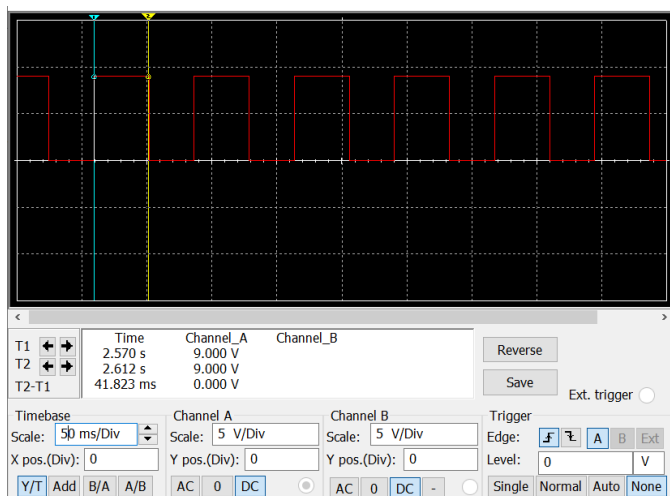 1 2
< >
Time Channel_A Channel_B
T1 2.570 s 9.000 V
T2 2.612 s 9.000 V
T2-T1 41.823 ms 0.000 V
Reverse
Save
Ext. trigger
Timebase Channel A Channel B Trigger
Scale: 50 ms/Div Scale: 5 V/Div Scale: 5 V/Div Edge: A B Ext
X pos.(Div): 0 Y pos.(Div): 0 Y pos.(Div): 0 Level: 0 V
Y/T Add B/A A/B AC 0 DC AC 0 DC - Single Normal Auto None